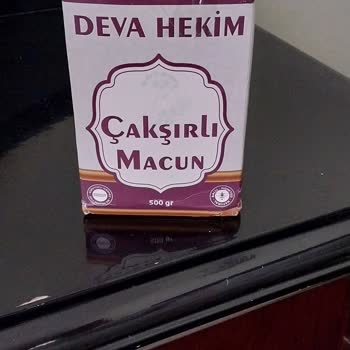 DEVA HEKİM
Çakşırlı
MACUN
500 gr